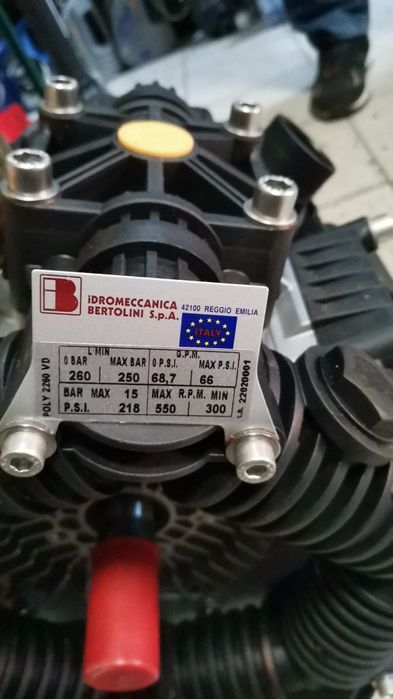 iDROMECCANICA
BERTOLINI S.p.A.
42100 REGGIO EMILIA
ITALY
L'MIN G.P.M.
0 BAR MAX BAR 0 P.S.I. MAX P.S.I.
260 250 68,7 66
BAR MAX 15 MAX R.P.M. MIN
P.S.I. 218 550 300
POLY 2260 VD
s.n. 22020001